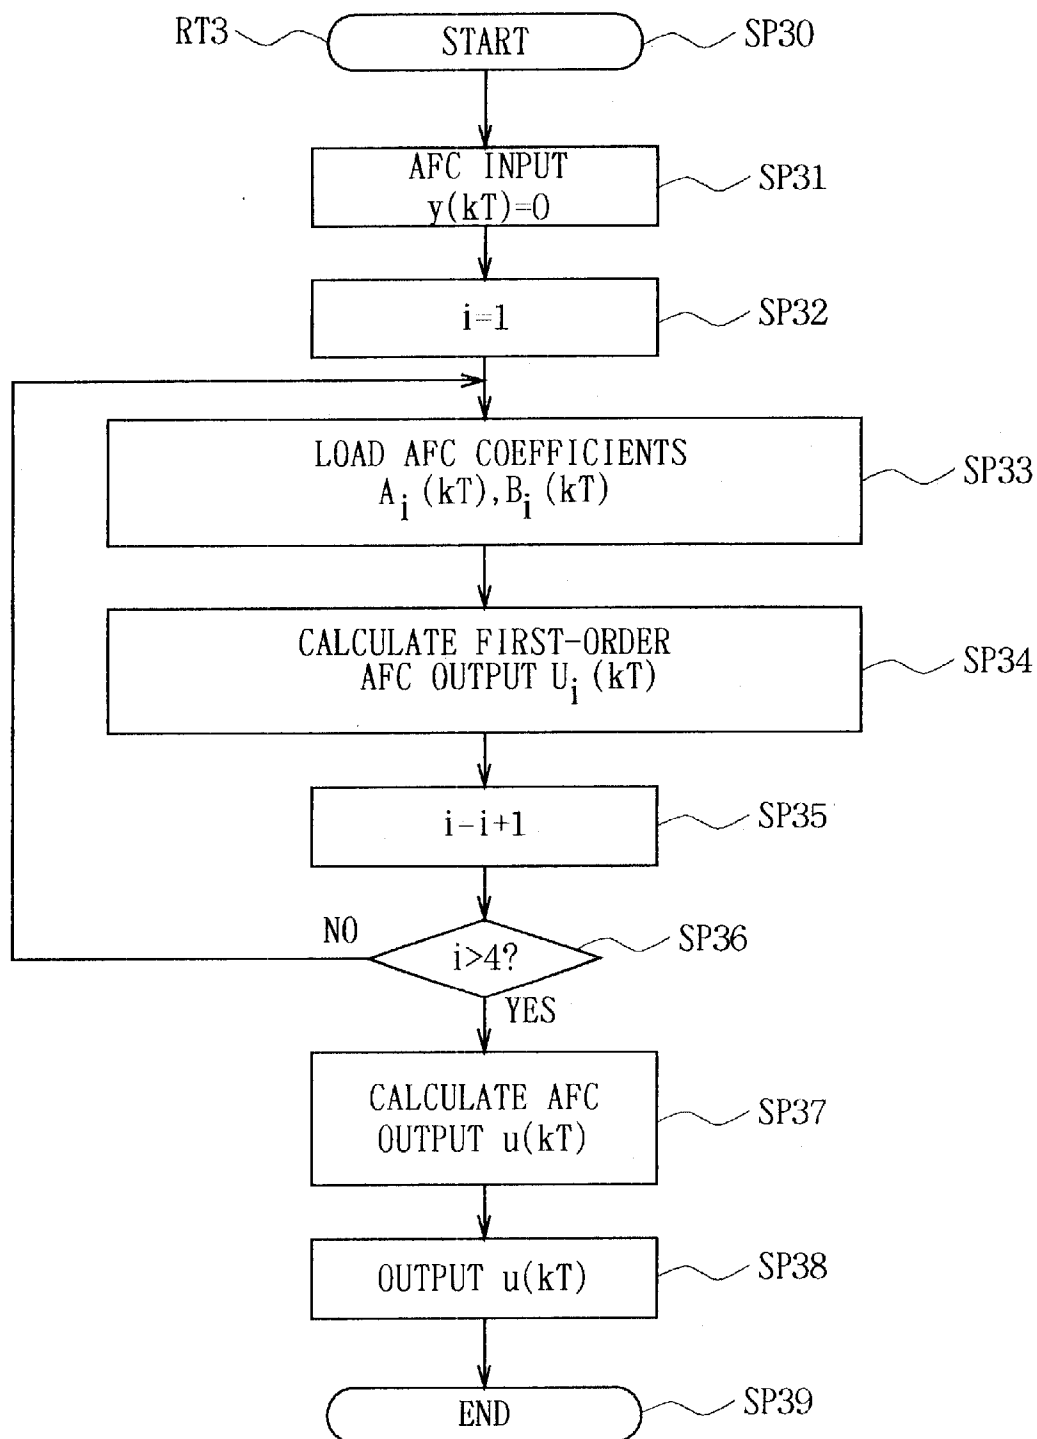 RT3
START
SP30
AFC INPUT
y(kT)=0
SP31
i=1
SP32
LOAD AFC COEFFICIENTS
Ai (kT),Bi (kT)
SP33
CALCULATE FIRST-ORDER
AFC OUTPUT Ui (kT)
SP34
i-i+1
SP35
NO
i>4?
SP36
YES
CALCULATE AFC
OUTPUT u(kT)
SP37
OUTPUT u(kT)
SP38
END
SP39